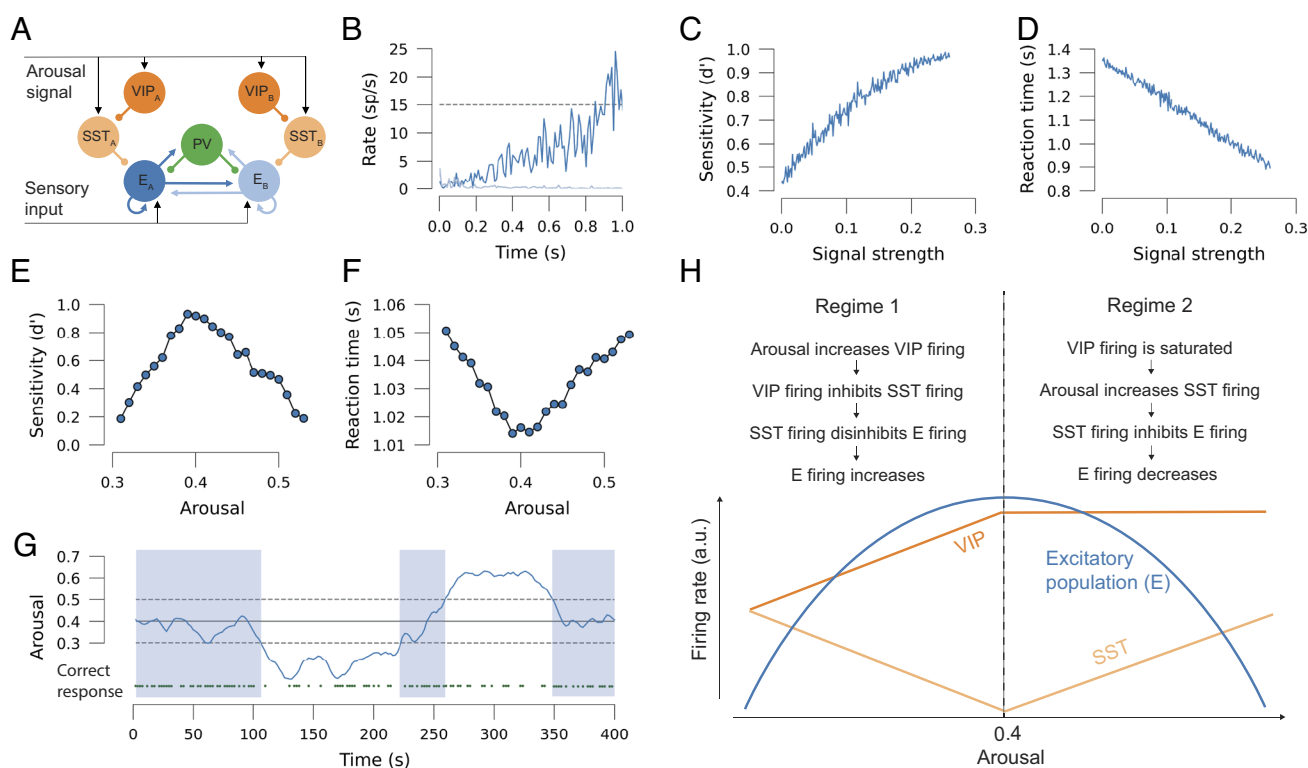 A
Arousal
signal
VIPA
VIPB
SSTA
PV
SSTB
EA
EB
Sensory
input
B
Rate (sp/s)
25
20
15
10
5
0
0.0 0.2 0.4 0.6 0.8 1.0
Time (s)
C
Sensitivity (d')
1.0
0.9
0.8
0.7
0.6
0.5
0.4
0.0 0.1 0.2 0.3
Signal strength
D
Reaction time (s)
1.4
1.3
1.2
1.1
1.0
0.9
0.8
0.0 0.1 0.2 0.3
Signal strength
E
Sensitivity (d')
1.0
0.8
0.6
0.4
0.2
0.0
0.3 0.4 0.5
Arousal
F
Reaction time (s)
1.06
1.05
1.04
1.03
1.02
1.01
0.3 0.4 0.5
Arousal
G
Arousal
0.7
0.6
0.5
0.4
0.3
Correct
response
0 50 100 150 200 250 300 350 400
Time (s)
H
Regime 1
Arousal increases VIP firing
VIP firing inhibits SST firing
SST firing disinhibits E firing
E firing increases
Regime 2
VIP firing is saturated
Arousal increases SST firing
SST firing inhibits E firing
E firing decreases
Firing rate (a.u.)
VIP
Excitatory
population (E)
SST
0.4
Arousal